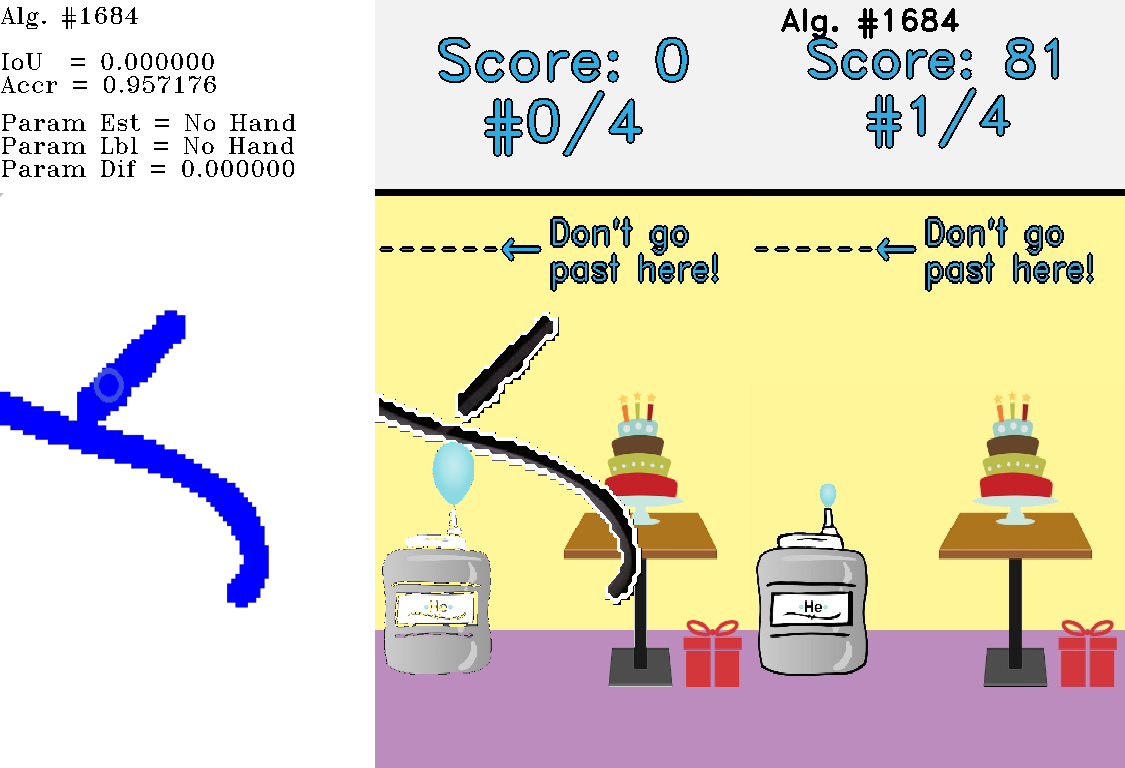 Alg. #1684
IoU = 0.000000
Accr = 0.957176
Param Est = No Hand
Param Lbl = No Hand
Param Dif = 0.000000
Score: 0
#0/4
Don't go
past here!
He
Alg. #1684
Score: 81
#1/4
Don't go
past here!
He